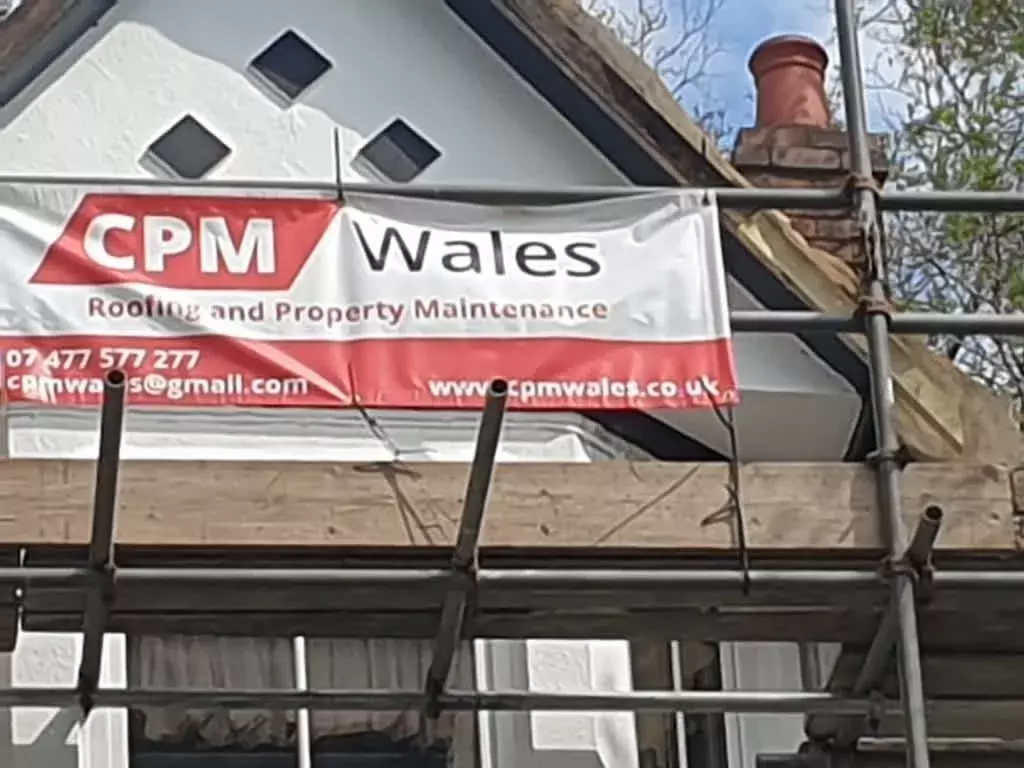 CPM Wales
Roofing and Property Maintenance
07 477 577 277
cpmwales@gmail.com
www.cpmwales.co.uk